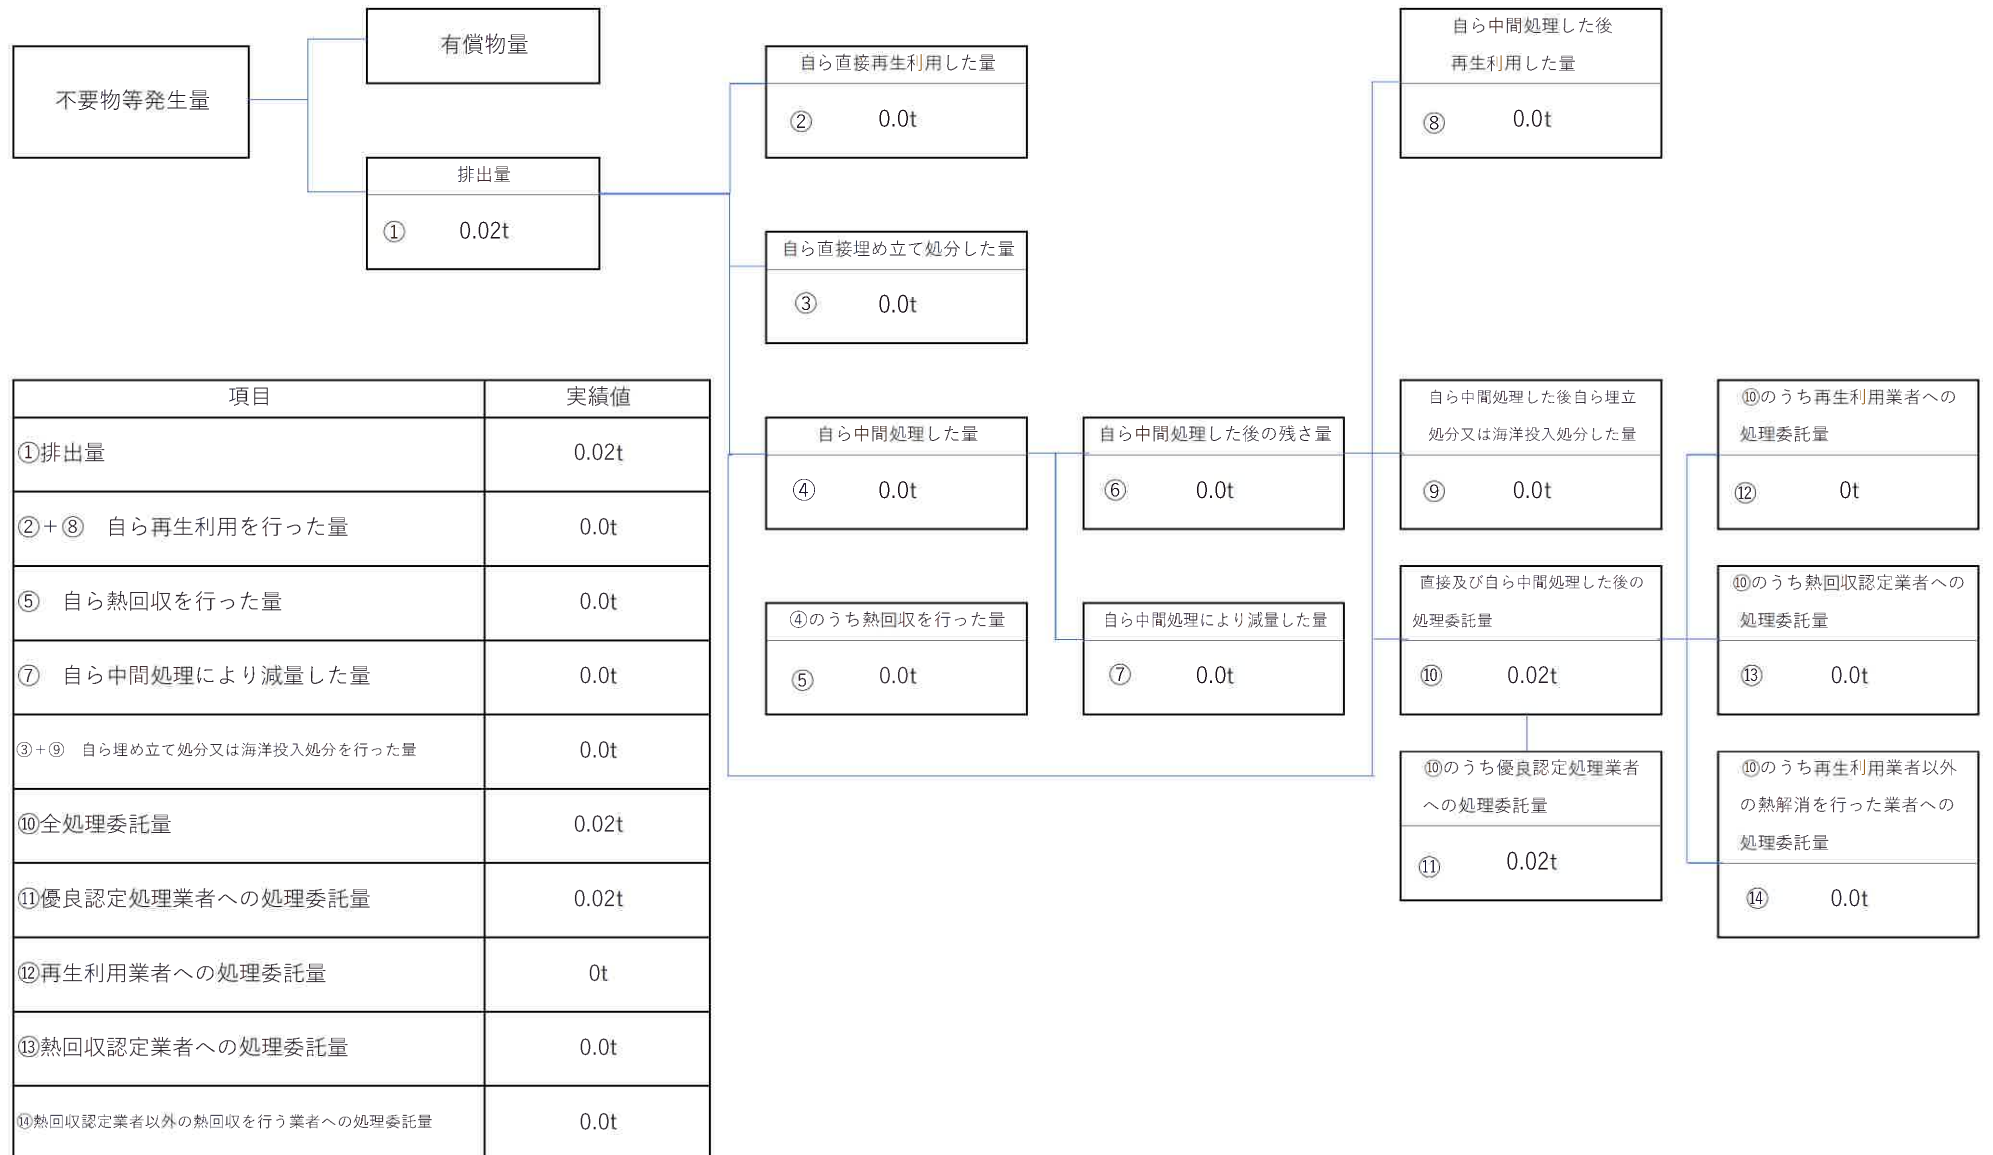 不要物等発生量
有償物量
排出量
① 0.02t
自ら直接再生利用した量
② 0.0t
自ら直接埋め立て処分した量
③ 0.0t
自ら中間処理した量
④ 0.0t
④のうち熱回収を行った量
⑤ 0.0t
自ら中間処理した後の残さ量
⑥ 0.0t
自ら中間処理により減量した量
⑦ 0.0t
自ら中間処理した後
再生利用した量
⑧ 0.0t
自ら中間処理した後自ら埋立
処分又は海洋投入処分した量
⑨ 0.0t
直接及び自ら中間処理した後の
処理委託量
⑩ 0.02t
⑩のうち優良認定処理業者
への処理委託量
⑪ 0.02t
⑩のうち再生利用業者への
処理委託量
⑫ 0t
⑩のうち熱回収認定業者への
処理委託量
⑬ 0.0t
⑩のうち再生利用業者以外
の熱解消を行った業者への
処理委託量
⑭ 0.0t
項目 実績値
①排出量 0.02t
②+⑧ 自ら再生利用を行った量 0.0t
⑤ 自ら熱回収を行った量 0.0t
⑦ 自ら中間処理により減量した量 0.0t
③+⑨ 自ら埋め立て処分又は海洋投入処分を行った量 0.0t
⑩全処理委託量 0.02t
⑪優良認定処理業者への処理委託量 0.02t
⑫再生利用業者への処理委託量 0t
⑬熱回収認定業者への処理委託量 0.0t
⑭熱回収認定業者以外の熱回収を行う業者への処理委託量 0.0t